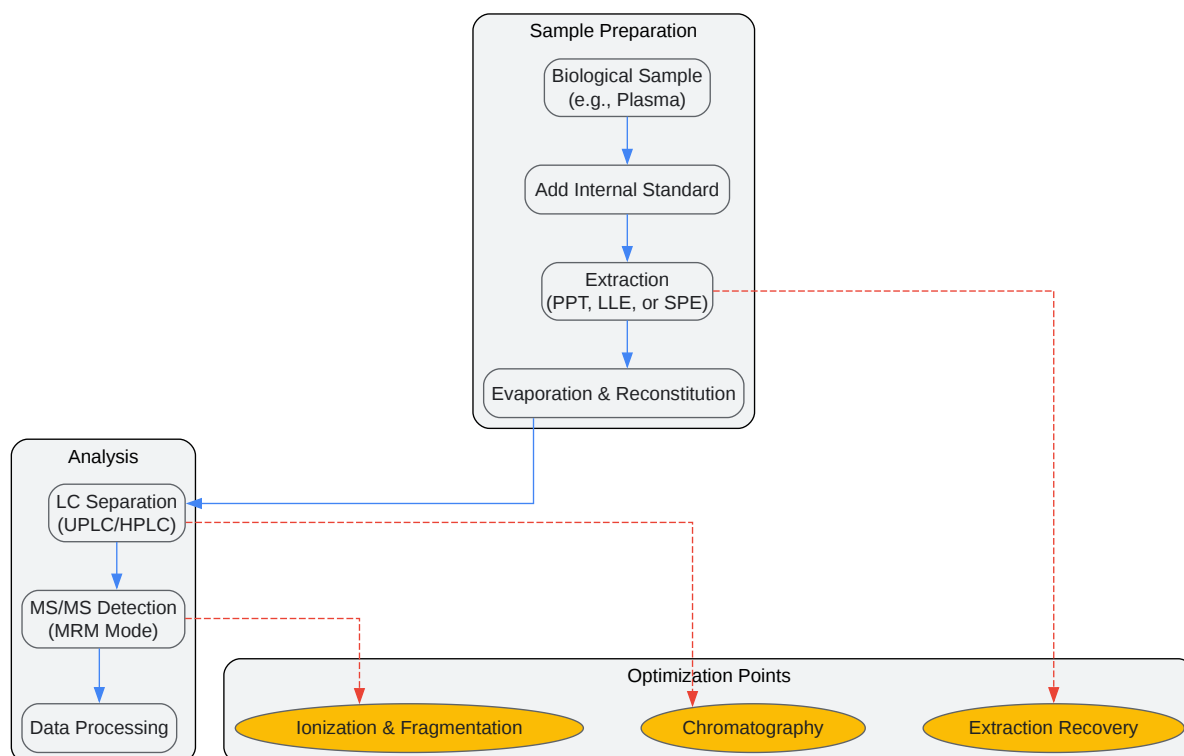 Sample Preparation
Biological Sample
(e.g., Plasma)
Add Internal Standard
Extraction
(PPT, LLE, or SPE)
Evaporation & Reconstitution
Analysis
LC Separation
(UPLC/HPLC)
MS/MS Detection
(MRM Mode)
Data Processing
Optimization Points
Ionization & Fragmentation
Chromatography
Extraction Recovery